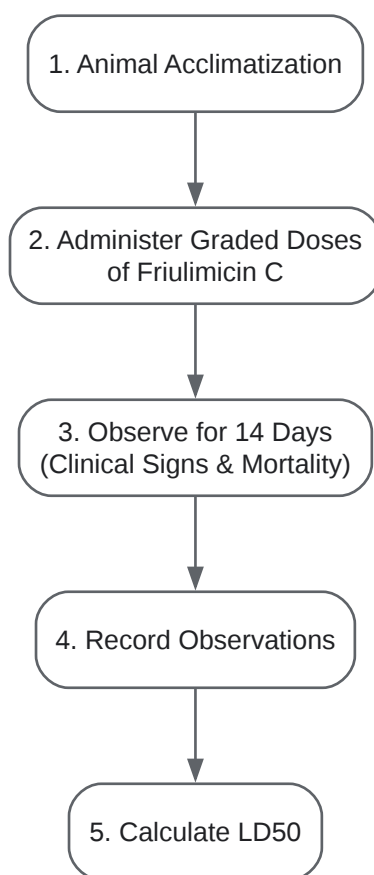 1. Animal Acclimatization
2. Administer Graded Doses
of Friulimicin C
3. Observe for 14 Days
(Clinical Signs & Mortality)
4. Record Observations
5. Calculate LD50